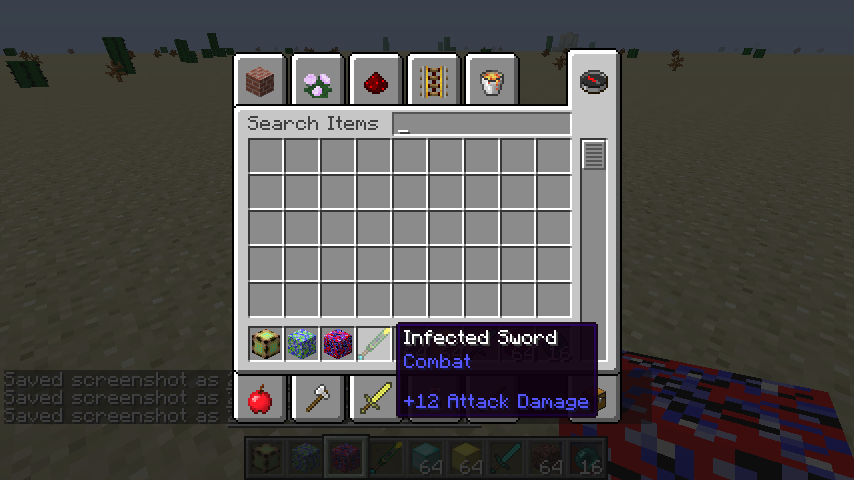 Search Items _
Infected Sword
Combat
+12 Attack Damage
Saved screenshot as
Saved screenshot as
Saved screenshot as
64 64 64 16